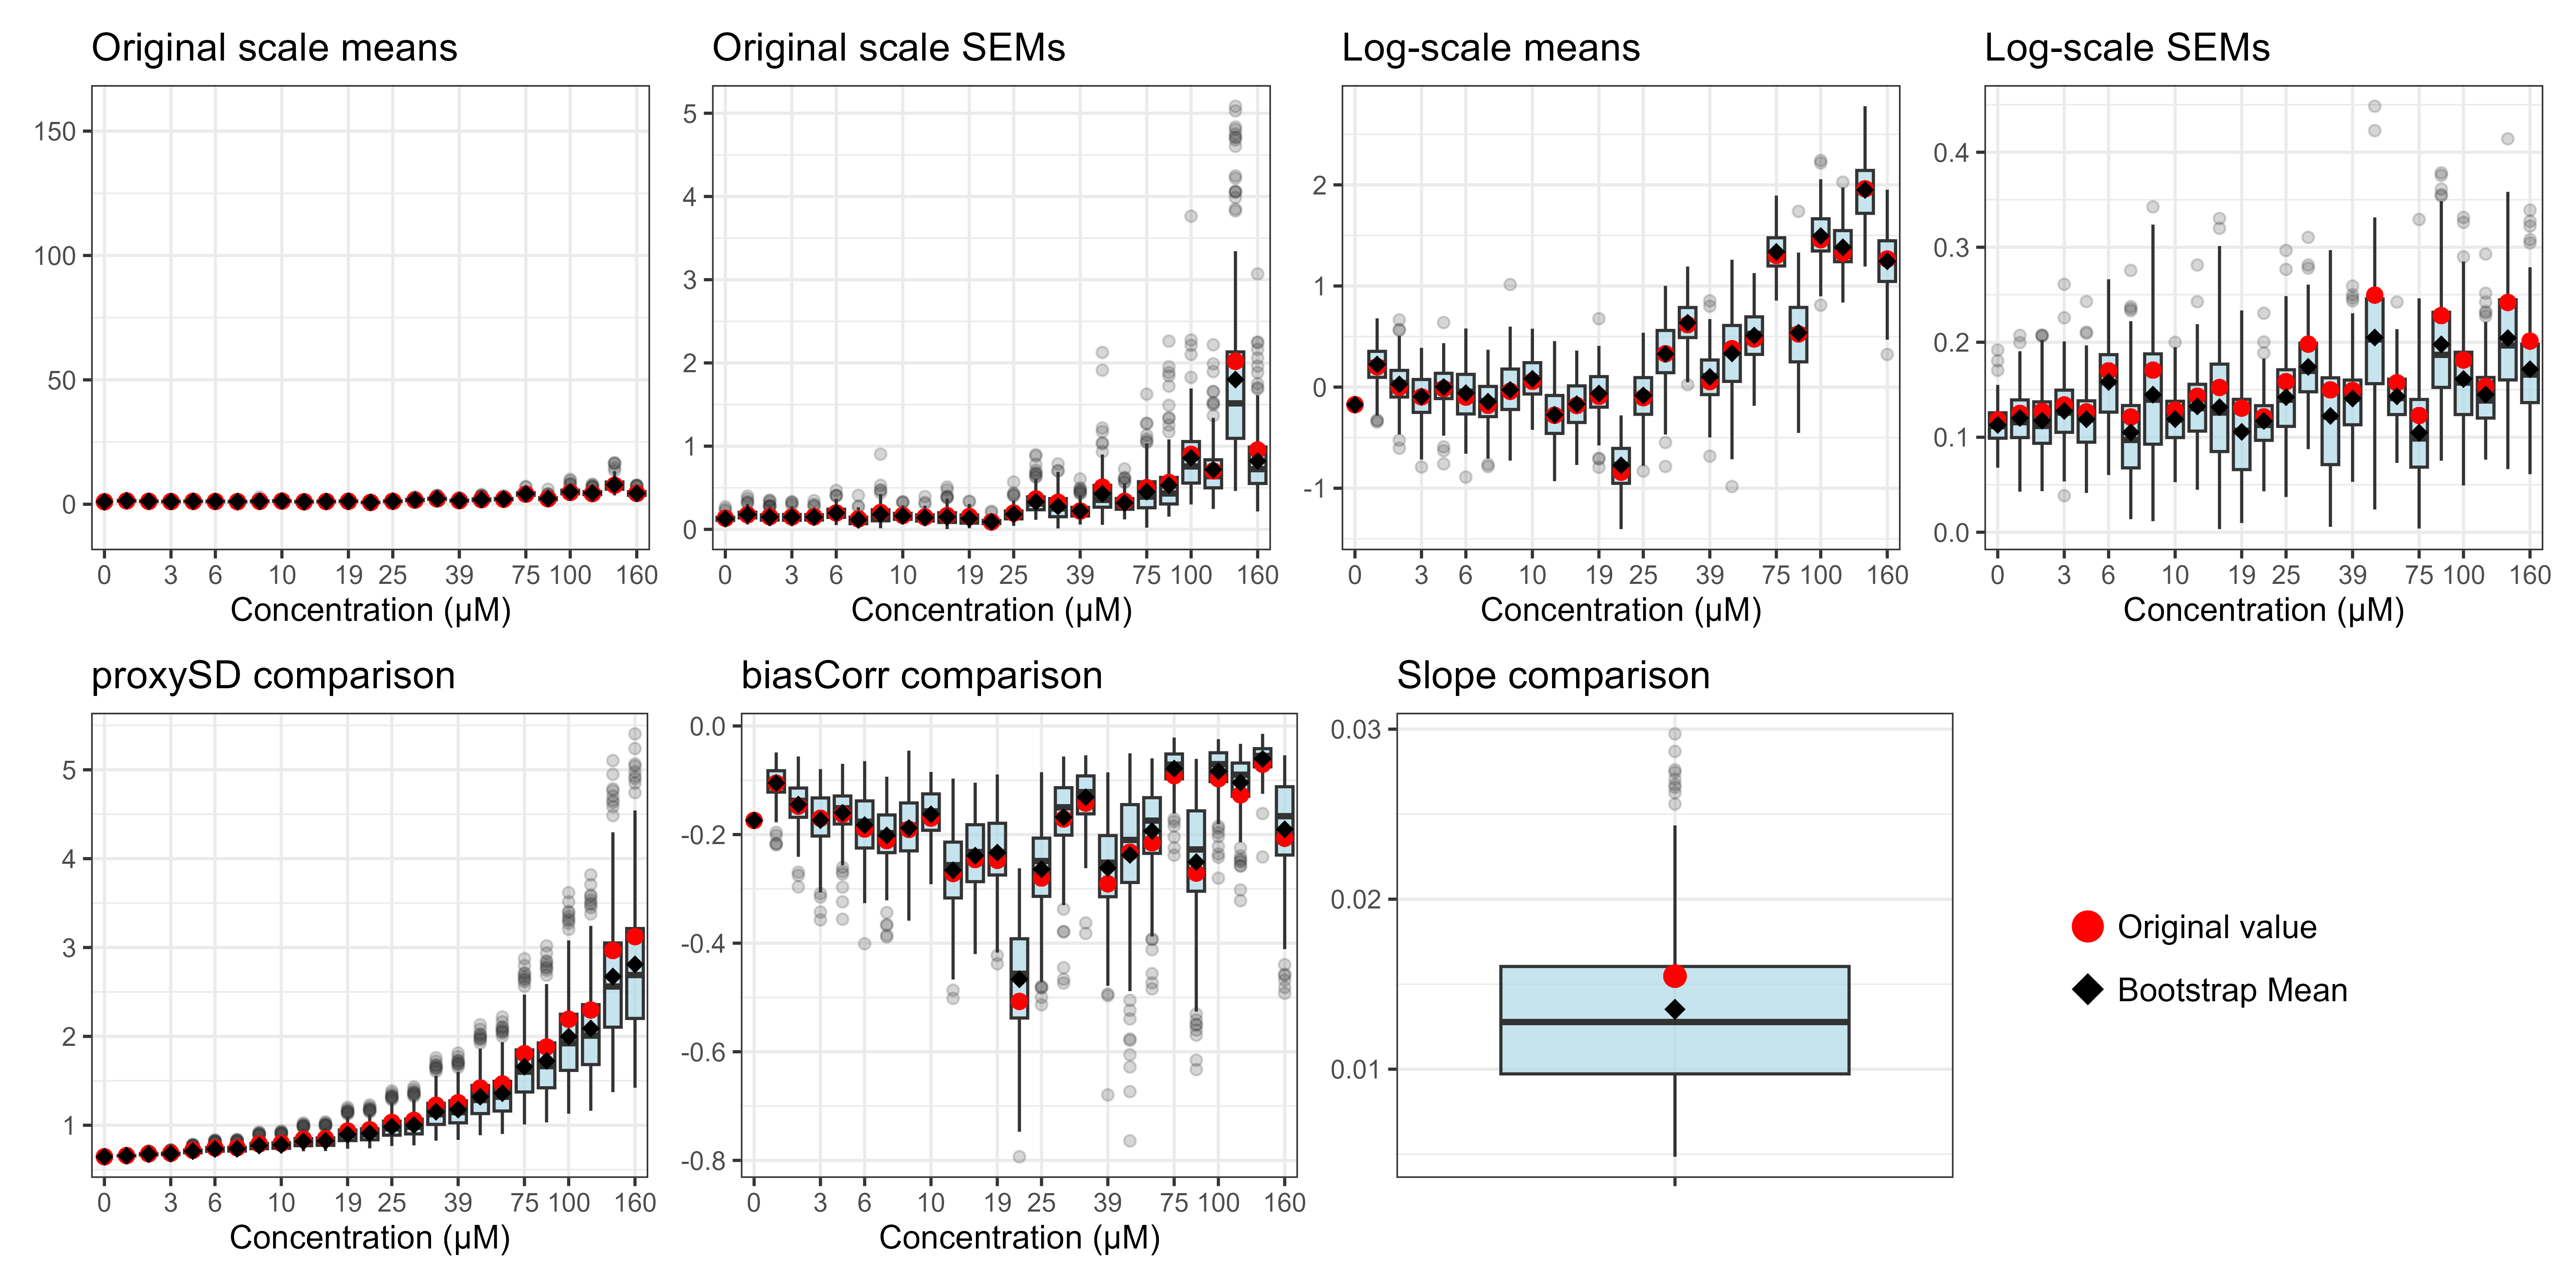 Original scale means
Original scale SEMs
Log-scale means
Log-scale SEMs
150
100
50
0
5
4
3
2
1
0
2
1
0
-1
0.4
0.3
0.2
0.1
0.0
0 3 6 10 19 25 39 75 100 160
0 3 6 10 19 25 39 75 100 160
0 3 6 10 19 25 39 75 100 160
0 3 6 10 19 25 39 75 100 160
Concentration (µM)
Concentration (µM)
Concentration (µM)
Concentration (µM)
proxySD comparison
biasCorr comparison
Slope comparison
5
4
3
2
1
0.0
-0.2
-0.4
-0.6
-0.8
0.03
0.02
0.01
Original value
Bootstrap Mean
0 3 6 10 19 25 39 75 100 160
0 3 6 10 19 25 39 75 100 160
Concentration (µM)
Concentration (µM)